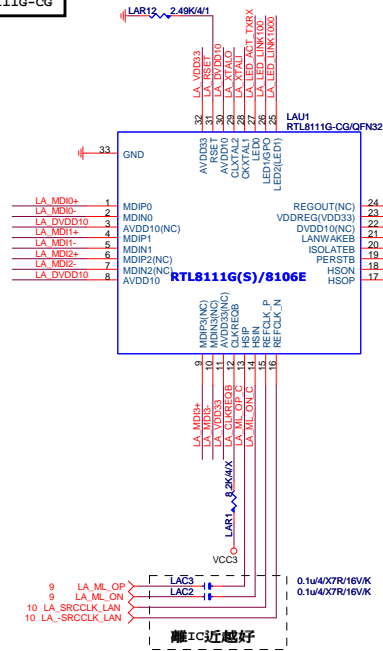 LAR12 2.49K/4/1
LA_VDD33
LA_RSET
LA_DVDD10
LA_XTALO
LA_XTALI
LA_LED_ACT_TXRX
LA_LED_LINK100
LA_LED_LINK1000
32
31
30
29
28
27
26
25
LAU1
RTL8111G-CG/QFN32
AVDD33
RSET
AVDD10
CKXTAL2
CKXTAL1
LED0
LED1/GPO
LED2(LED1)
33 GND
LA_MDI0+ 1 MDIP0
LA_MDI0- 2 MDIN0
LA_DVDD10 3 AVDD10(NC)
LA_MDI1+ 4 MDIP1
LA_MDI1- 5 MDIN1
LA_MDI2+ 6 MDIP2(NC)
LA_MDI2- 7 MDIN2(NC)
LA_DVDD10 8 AVDD10
REGOUT(NC) 24
VDDREG(VDD33) 23
DVDD10(NC) 22
LANWAKEB 21
ISOLATEB 20
PERSTB 19
HSON 18
HSOP 17
RTL8111G(S)/8106E
MDIP3(NC)
MDIN3(NC)
AVDD33(NC)
CLKREQB
HSIP
HSIN
REFCLK_P
REFCLK_N
9
10
11
12
13
14
15
16
LA_MDI3+
LA_MDI3-
LA_VDD33
LA_CLKREQB
LA_ML_OP_C
LA_ML_ON_C
LAR1 8.2K/4/X
VCC3
9 LA_ML_OP LAC3 0.1u/4/X7R/16V/K
9 LA_ML_ON LAC2 0.1u/4/X7R/16V/K
10 LA_SRCCLK_LAN
10 LA_-SRCCLK_LAN
離IC近越好